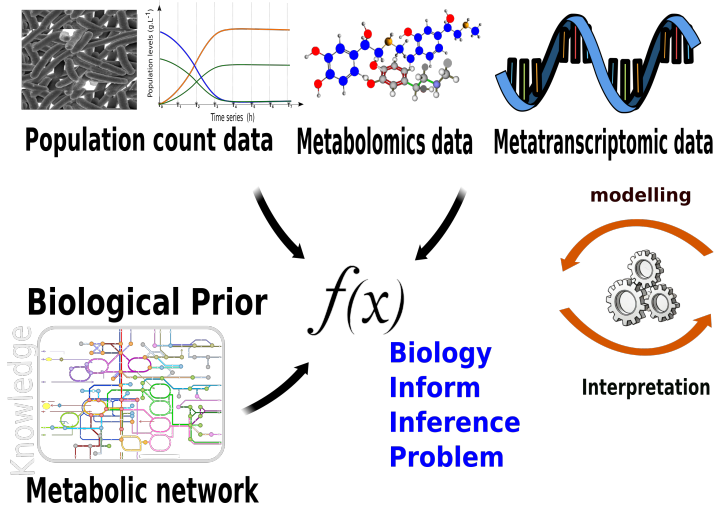 Population levels (g.L⁻¹)
Time series (h)
Population count data
Metabolomics data
Metatranscriptomic data
modelling
Biological Prior
Knowledge
f(x)
Biology
Inform
Inference
Problem
Interpretation
Metabolic network